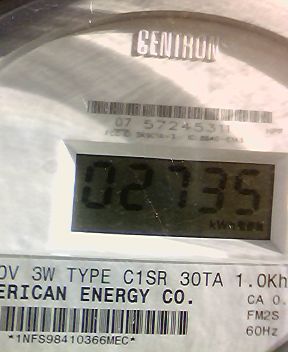 CENTRON
07 57245311
02735
kWh
0V 3W TYPE C1SR 30TA 1.0Kh
ERICAN ENERGY CO.
CA 0.
FM2S
60Hz
*1NFS98410366MEC*